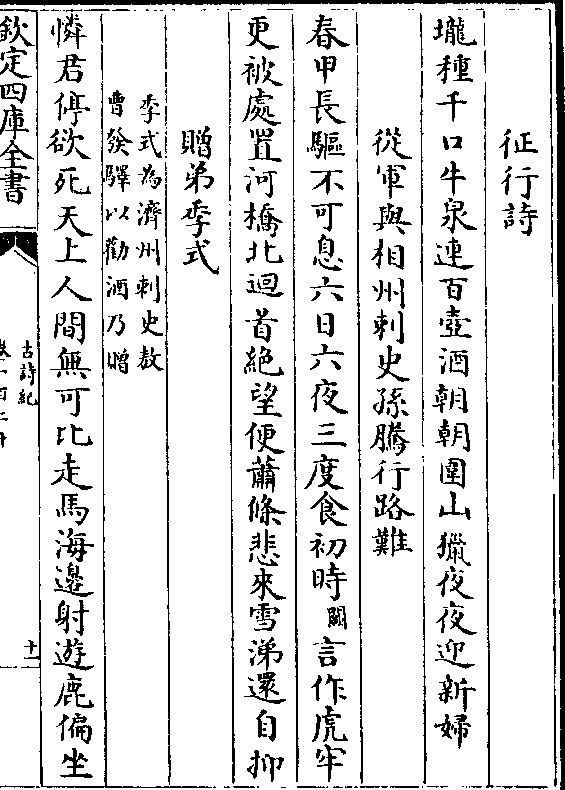 征行詩
壠種千口牛泉連百壺酒朝朝圍山獵夜夜迎新婦
從軍與相州刺史孫騰行路難
春甲長驅不可息六日六夜三度食初時闕言作虎牢
更被處置河橋北迴首絶望便蕭條悲來雪涕還自抑
贈弟季式
季式為濟州刺史敖
曹發驛以勸酒乃贈
憐君停欲死天上人間無可比走馬海邊射遊鹿偏坐
欽定四庫全書
古詩紀
十一